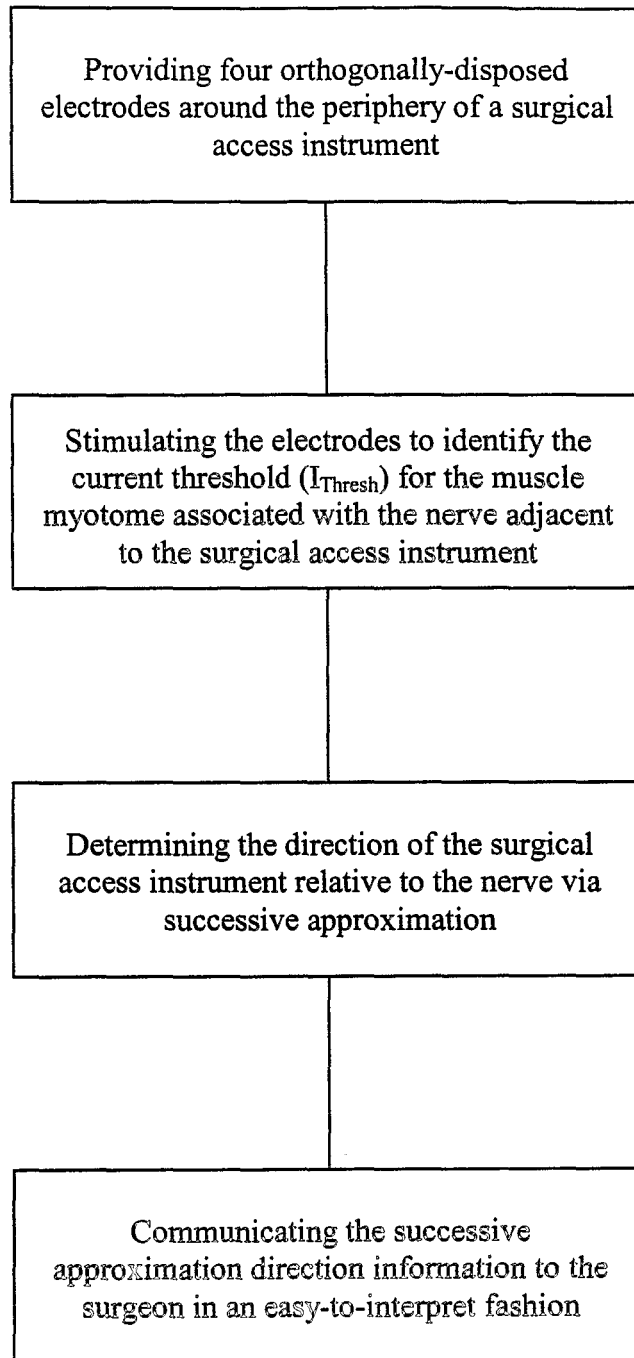 Providing four orthogonally-disposed
electrodes around the periphery of a surgical
access instrument
Stimulating the electrodes to identify the
current threshold (IThresh) for the muscle
myotome associated with the nerve adjacent
to the surgical access instrument
Determining the direction of the surgical
access instrument relative to the nerve via
successive approximation
Communicating the successive
approximation direction information to the
surgeon in an easy-to-interpret fashion